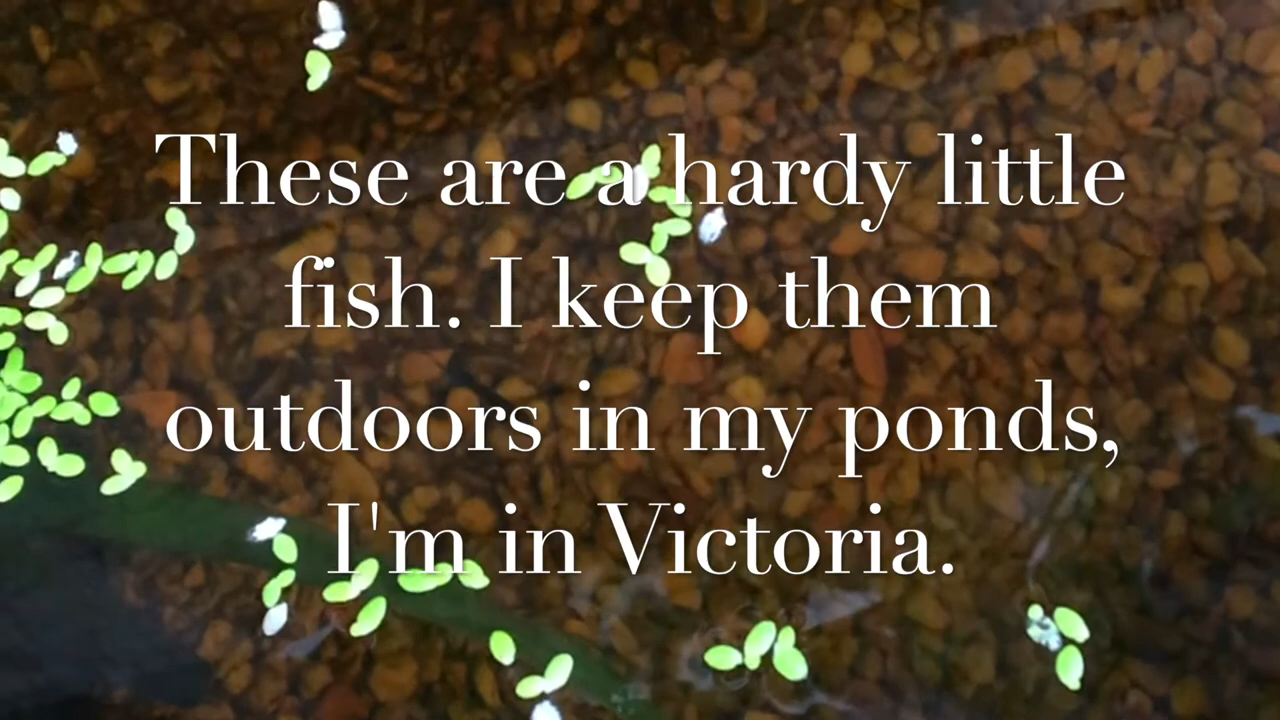 These are a hardy little
fish. I keep them
outdoors in my ponds,
I'm in Victoria.